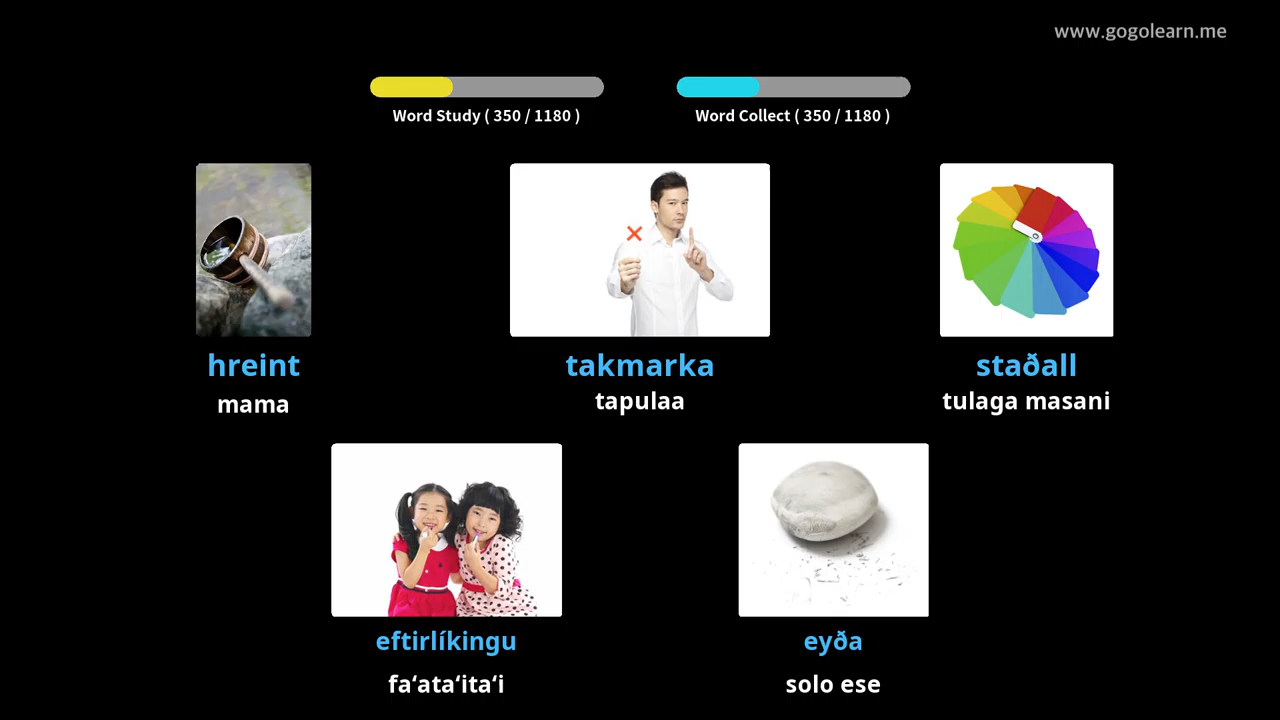 www.gogolearn.me
Word Study ( 350 / 1180 )
Word Collect ( 350 / 1180 )
hreint
mama
takmarka
tapulaa
staðall
tulaga masani
eftirlíkingu
fa‘ata‘ita‘i
eyða
solo ese